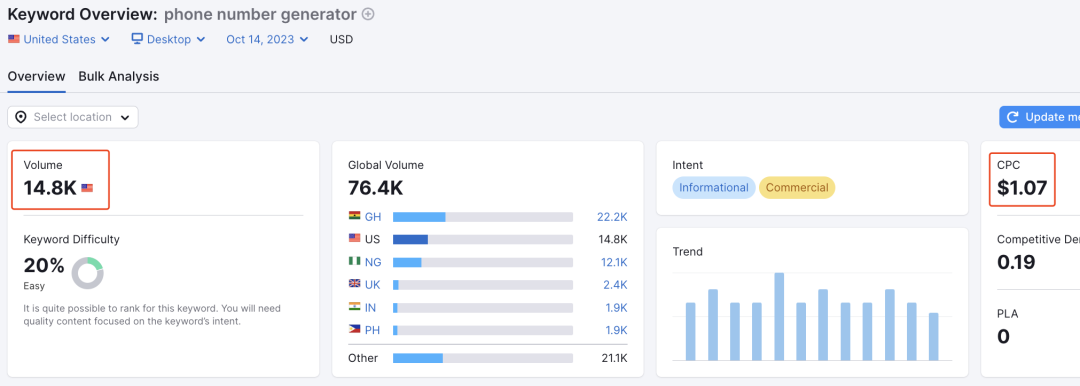 Keyword Overview: phone number generator
United States Desktop Oct 14, 2023 USD
Overview Bulk Analysis
Select location
Update me
Volume
14.8K
Keyword Difficulty
20%
Easy
It is quite possible to rank for this keyword. You will need
quality content focused on the keyword's intent.
Global Volume
76.4K
GH 22.2K
US 14.8K
NG 12.1K
UK 2.4K
IN 1.9K
PH 1.9K
Other 21.1K
Intent
Informational Commercial
Trend
CPC
$1.07
Competitive De
0.19
PLA
0